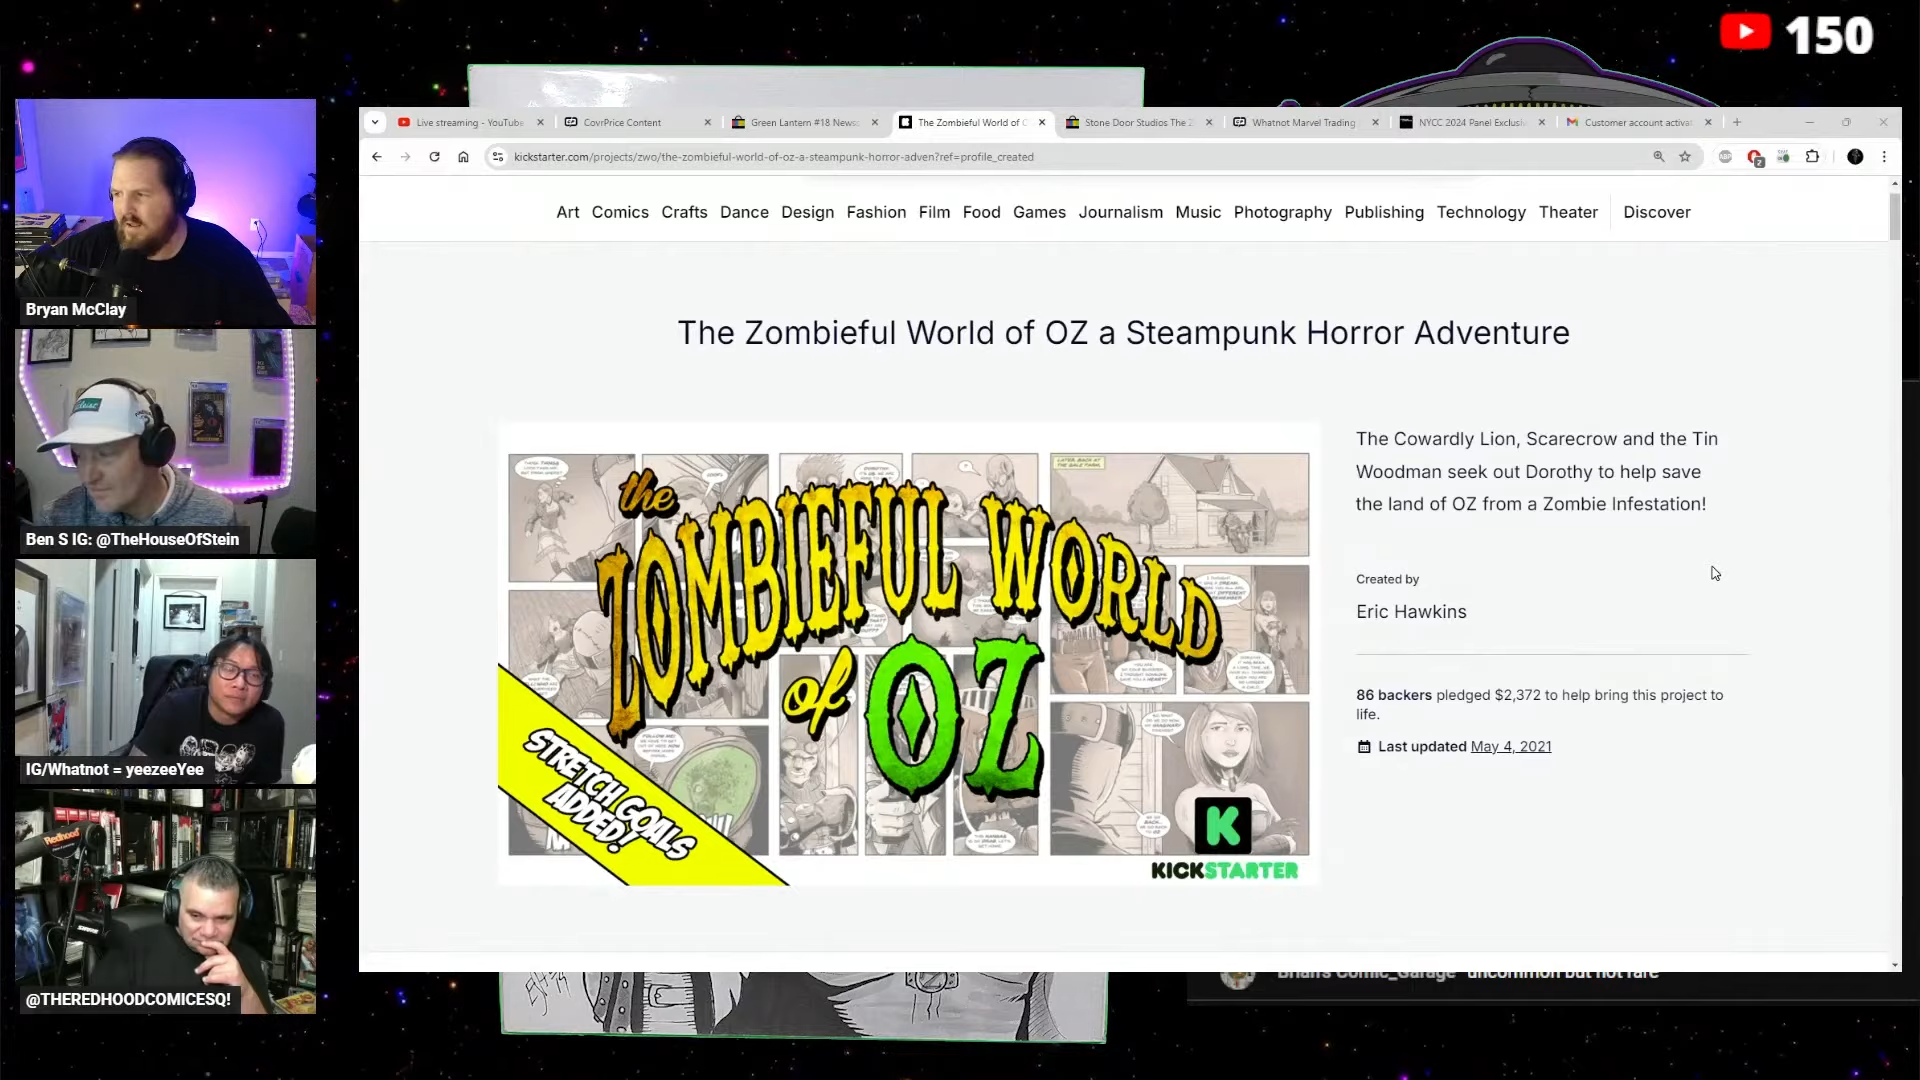 150
Live streaming - YouTube
CovrPrice Content
Green Lantern #18 News
The Zombieful World of
Stone Door Studios The
Whatnot Marvel Trading
NYCC 2024 Panel Exclusi
Customer account activat
kickstarter.com/projects/zwo/the-zombieful-world-of-oz-a-steampunk-horror-adven?ref=profile_created
Art Comics Crafts Dance Design Fashion Film Food Games Journalism Music Photography Publishing Technology Theater Discover
The Zombieful World of OZ a Steampunk Horror Adventure
the
ZOMBIEFUL WORLD
of OZ
STRETCH GOALS
ADDED!
K
KICKSTARTER
The Cowardly Lion, Scarecrow and the Tin
Woodman seek out Dorothy to help save
the land of OZ from a Zombie Infestation!
Created by
Eric Hawkins
86 backers pledged $2,372 to help bring this project to
life.
Last updated May 4, 2021
Bryan McClay
Ben S IG: @TheHouseOfStein
IG/Whatnot = yeezeeYee
Redhood
@THEREDHOODCOMICESQ!
Brian's Comic_Garage uncommon but not rare